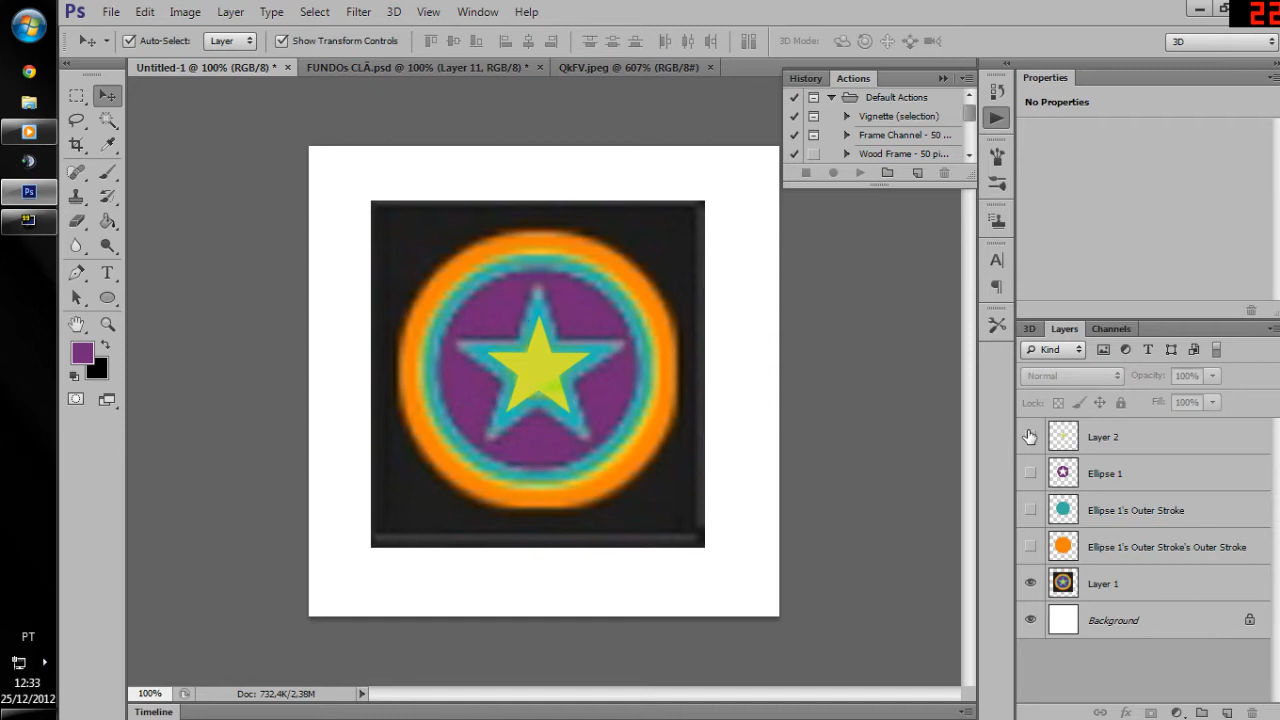 Ps File Edit Image Layer Type Select Filter 3D View Window Help
22
Auto-Select: Layer Show Transform Controls 3D Mode: 3D
Untitled-1 @ 100% (RGB/8) * × FUNDOs CLÃ.psd @ 100% (Layer 11, RGB/8) * × QkFV.jpeg @ 607% (RGB/8#) ×
History Actions
Default Actions
Vignette (selection)
Frame Channel - 50 ...
Wood Frame - 50 pi...
Properties
No Properties
3D Layers Channels
Kind
Normal Opacity: 100%
Lock: Fill: 100%
Layer 2
Ellipse 1
Ellipse 1's Outer Stroke
Ellipse 1's Outer Stroke's Outer Stroke
Layer 1
Background
Ps
PT
12:33
25/12/2012
100% Doc: 732,4K/2,38M
Timeline